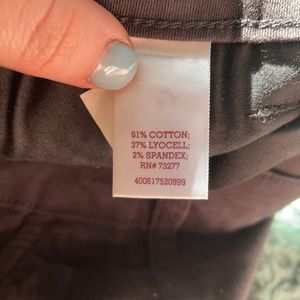 61% COTTON;
37% LYOCELL;
2% SPANDEX;
RN# 73277
400617520999